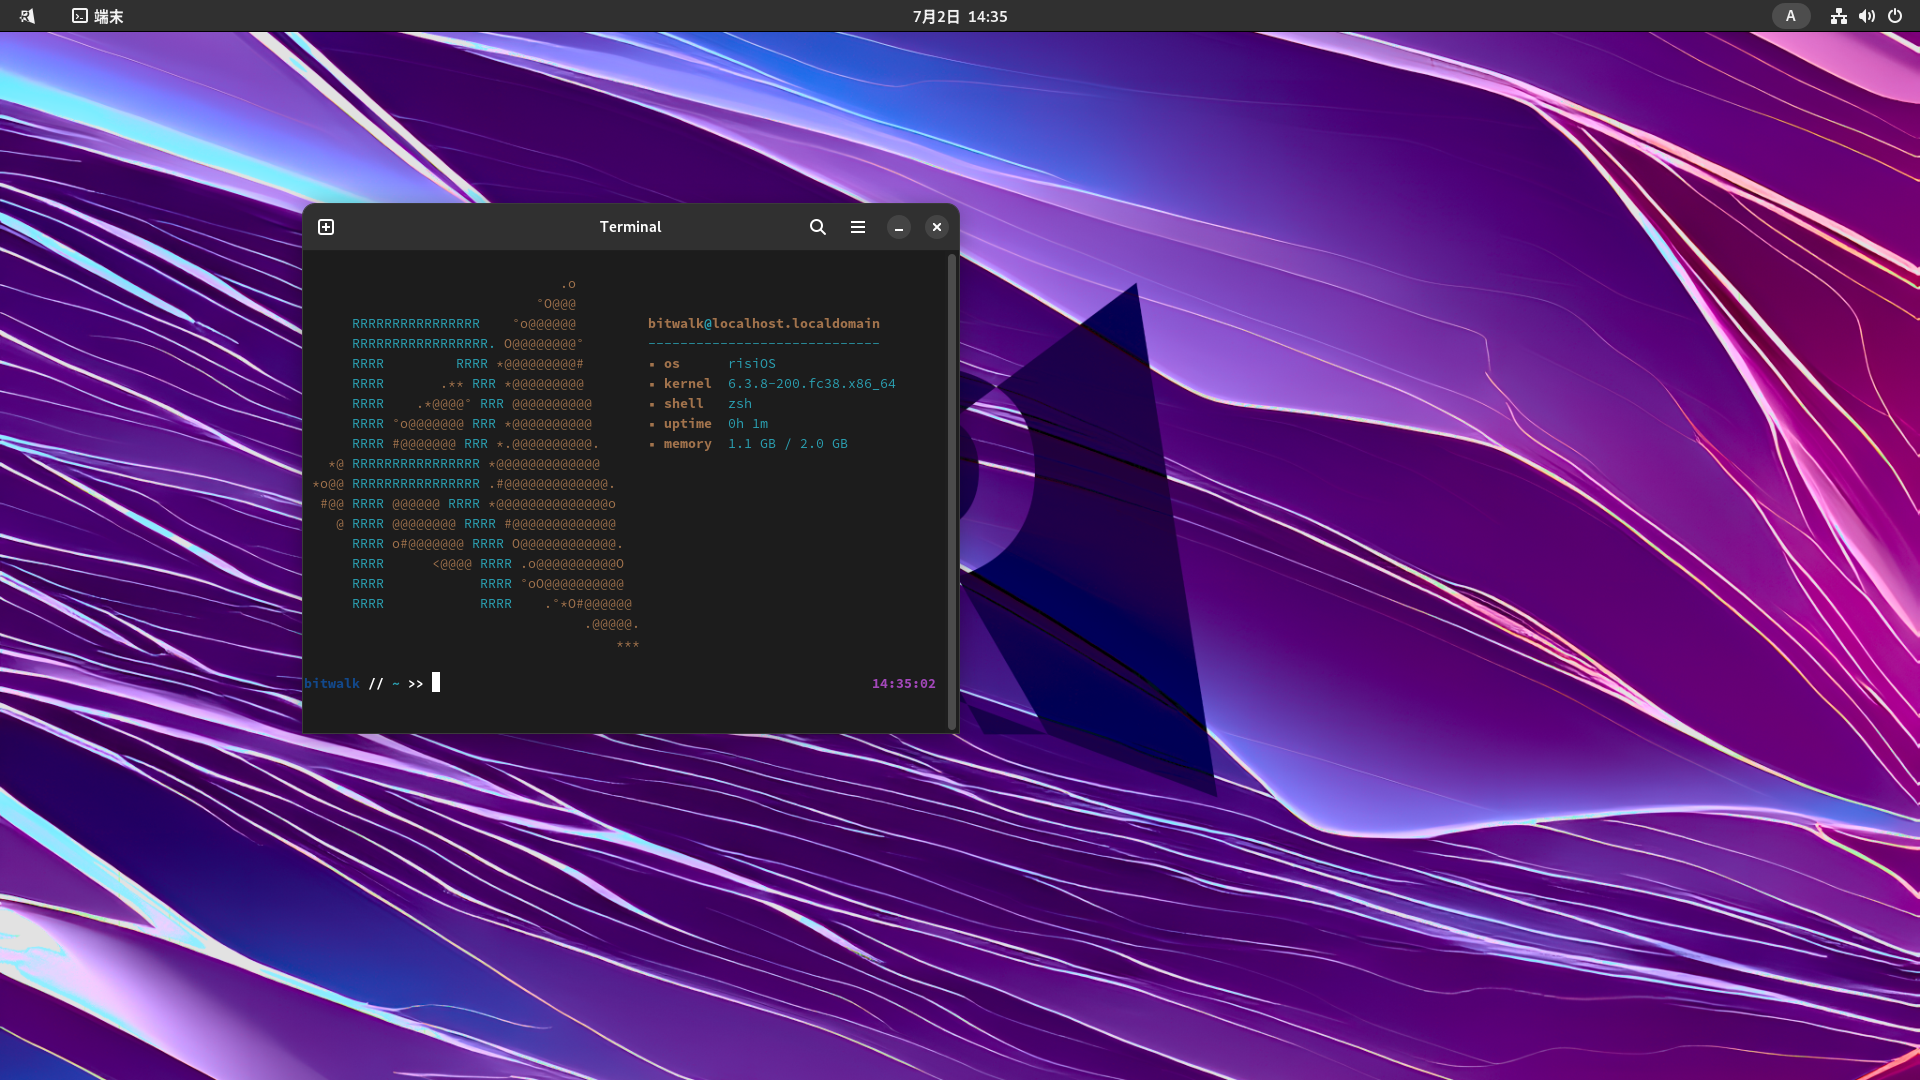 端末
7月2日 14:35
A
Terminal
.o
°O@@@
RRRRRRRRRRRRRRRR    °o@@@@@@
RRRRRRRRRRRRRRRRR. O@@@@@@@@°
RRRR         RRRR *@@@@@@@@@#
RRRR       .** RRR *@@@@@@@@@
RRRR    .*@@@@° RRR @@@@@@@@@@
RRRR °o@@@@@@@ RRR *@@@@@@@@@@
RRRR #@@@@@@@ RRR *.@@@@@@@@@@.
*@ RRRRRRRRRRRRRRRR *@@@@@@@@@@@@@
*o@@ RRRRRRRRRRRRRRRR .#@@@@@@@@@@@@@.
#@@ RRRR @@@@@@ RRRR *@@@@@@@@@@@@@@o
@ RRRR @@@@@@@@ RRRR #@@@@@@@@@@@@@
RRRR o#@@@@@@@ RRRR O@@@@@@@@@@@@.
RRRR      <@@@@ RRRR .o@@@@@@@@@@O
RRRR            RRRR °oO@@@@@@@@@@
RRRR            RRRR    .°*O#@@@@@@
.@@@@@.
***
bitwalk@localhost.localdomain
-----------------------------
▪ os      risiOS
▪ kernel  6.3.8-200.fc38.x86_64
▪ shell   zsh
▪ uptime  0h 1m
▪ memory  1.1 GB / 2.0 GB
bitwalk // ~ >> 14:35:02